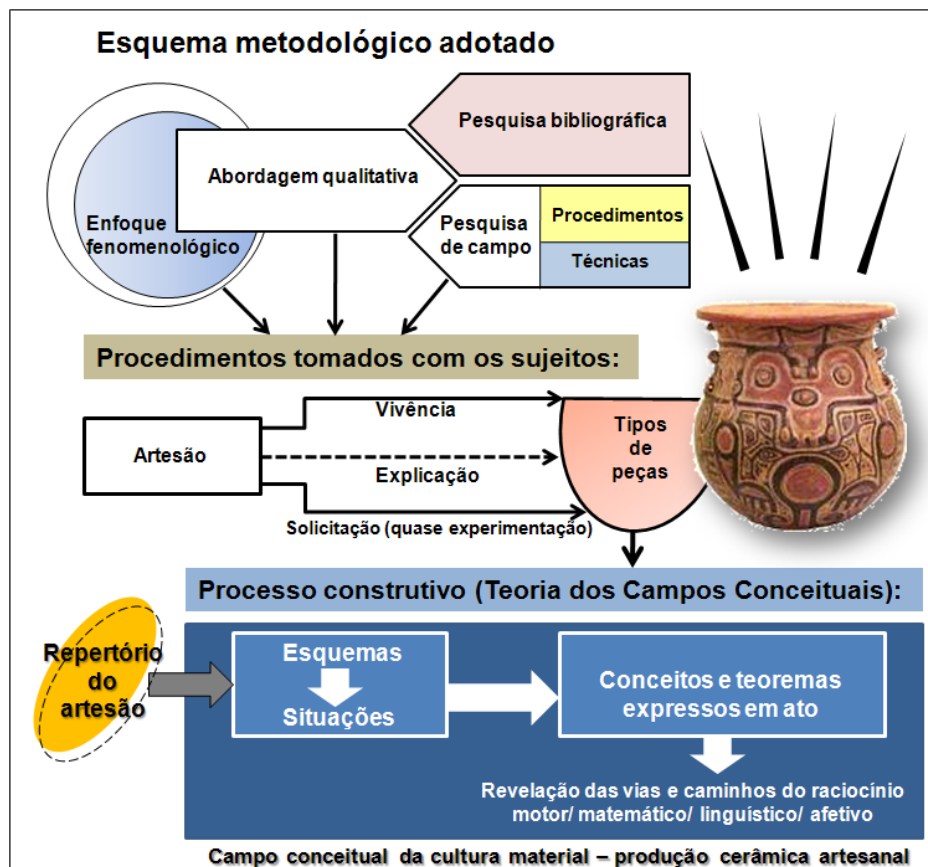 Esquema metodológico adotado
Pesquisa bibliográfica
Abordagem qualitativa
Enfoque
fenomenológico
Pesquisa
de campo
Procedimentos
Técnicas
Procedimentos tomados com os sujeitos:
Artesão
Vivência
Explicação
Solicitação (quase experimentação)
Tipos
de
peças
Processo construtivo (Teoria dos Campos Conceituais):
Repertório
do
artesão
Esquemas
Situações
Conceitos e teoremas
expressos em ato
Revelação das vias e caminhos do raciocínio
motor/ matemático/ linguístico/ afetivo
Campo conceitual da cultura material – produção cerâmica artesanal